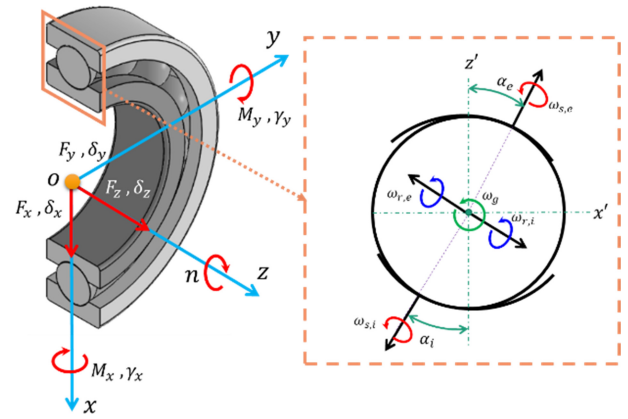 y
M_y , γ_y
F_y , δ_y
O
F_z , δ_z
F_x , δ_x
n
z
M_x , γ_x
x
z′
α_e
ω_{s,e}
ω_{r,e}
ω_g
ω_{r,i}
x′
ω_{s,i}
α_i